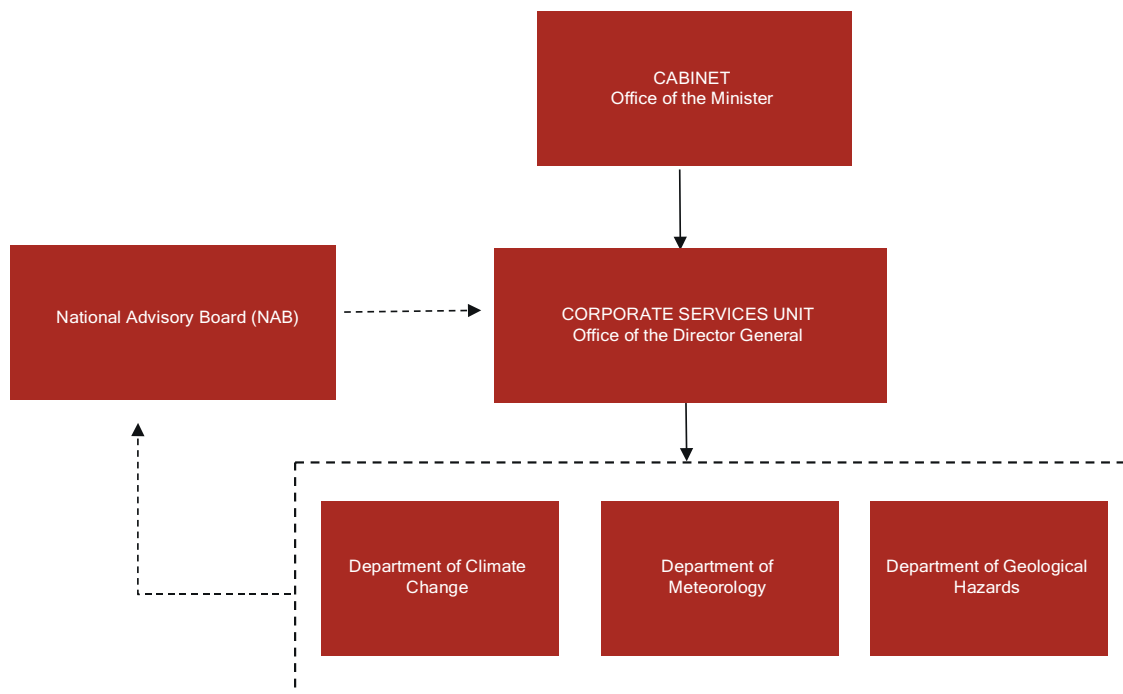 CABINET
Office of the Minister
National Advisory Board (NAB)
CORPORATE SERVICES UNIT
Office of the Director General
Department of Climate
Change
Department of
Meteorology
Department of Geological
Hazards